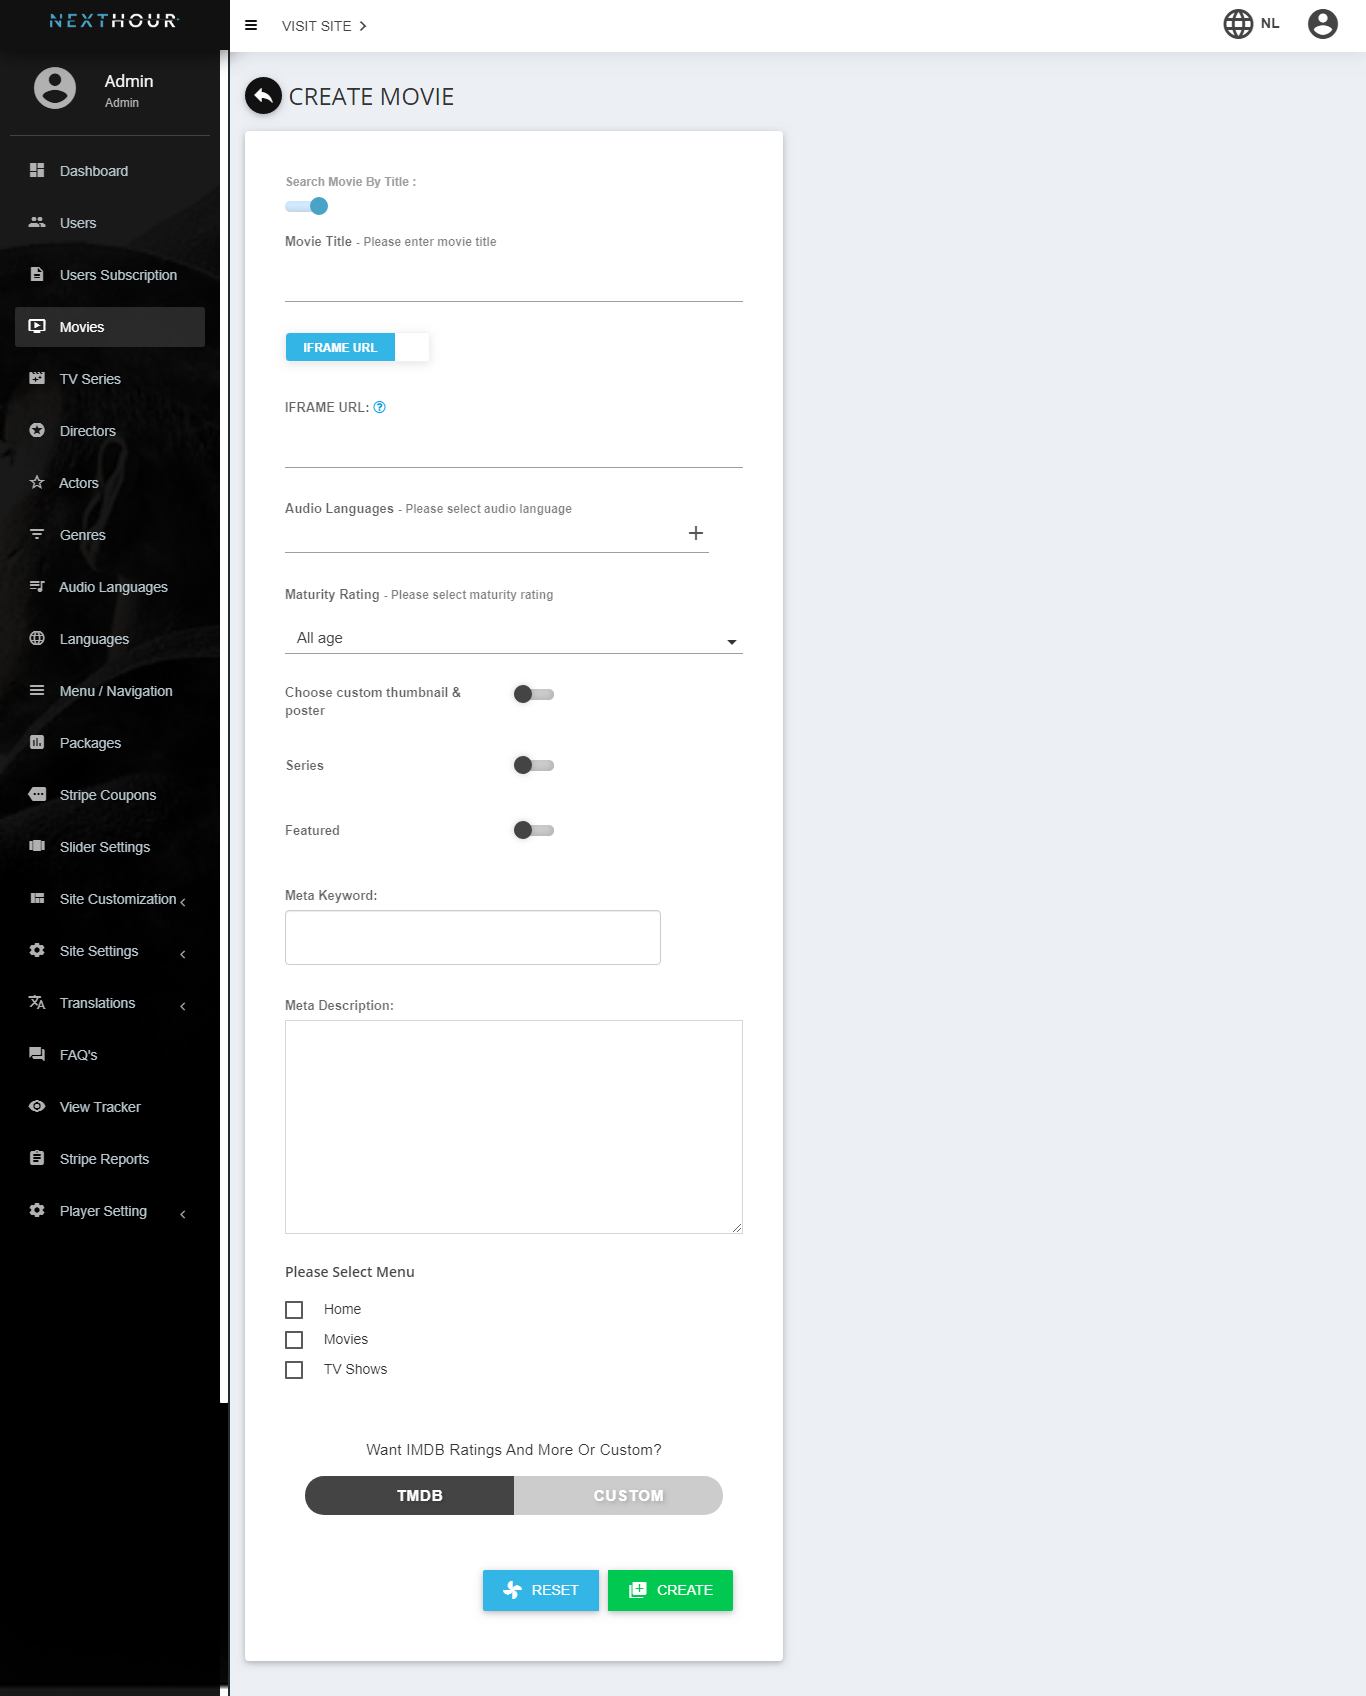 NEXTHOUR
VISIT SITE
NL
Admin
Admin
Dashboard
Users
Users Subscription
Movies
TV Series
Directors
Actors
Genres
Audio Languages
Languages
Menu / Navigation
Packages
Stripe Coupons
Slider Settings
Site Customization
Site Settings
Translations
FAQ's
View Tracker
Stripe Reports
Player Setting
CREATE MOVIE
Search Movie By Title :
Movie Title - Please enter movie title
IFRAME URL
IFRAME URL:
Audio Languages - Please select audio language
Maturity Rating - Please select maturity rating
All age
Choose custom thumbnail &
poster
Series
Featured
Meta Keyword:
Meta Description:
Please Select Menu
Home
Movies
TV Shows
Want IMDB Ratings And More Or Custom?
TMDB
CUSTOM
RESET
CREATE